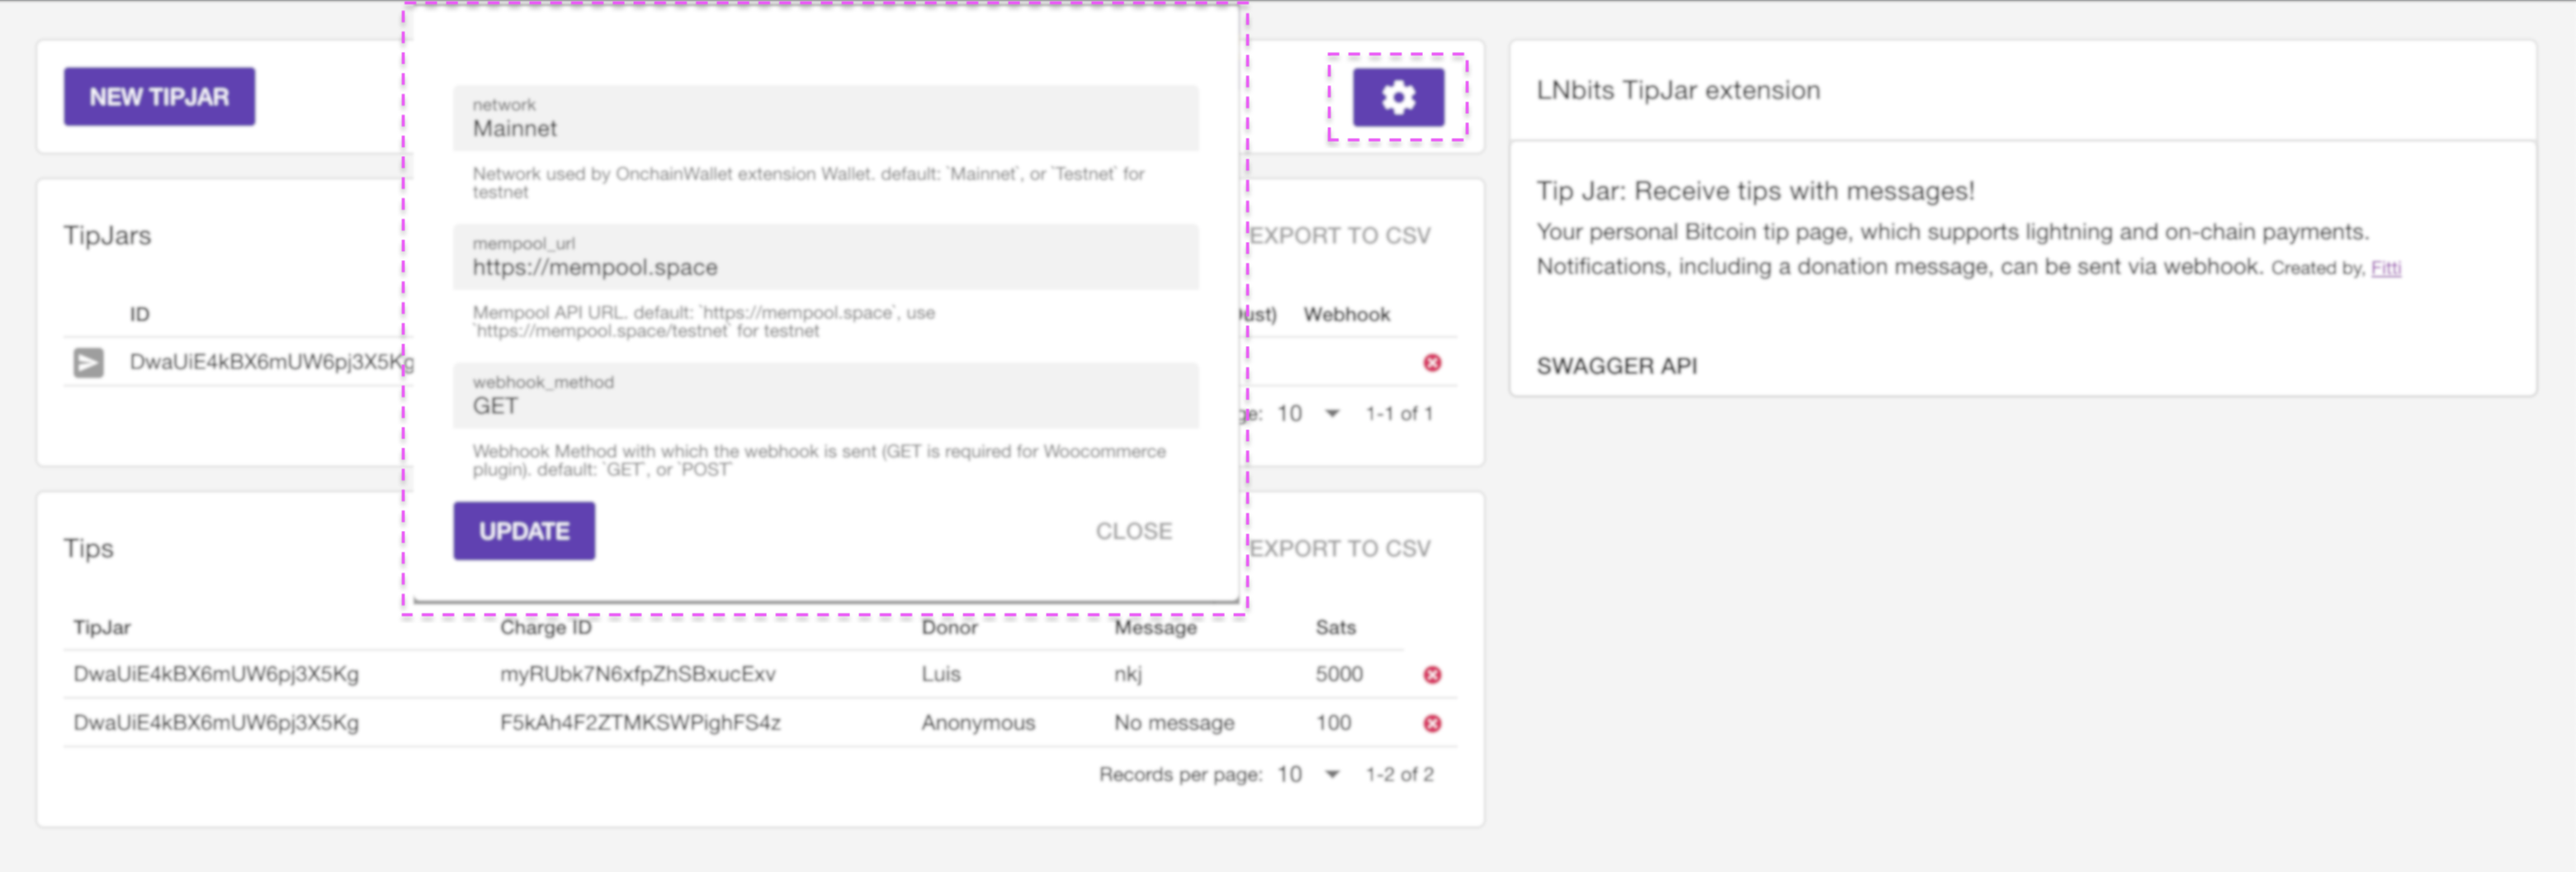 NEW TIPJAR
network
Mainnet
Network used by OnchainWallet extension Wallet. default: `Mainnet`, or `Testnet` for
testnet
mempool_url
https://mempool.space
Mempool API URL. default: `https://mempool.space`, use
`https://mempool.space/testnet` for testnet
webhook_method
GET
Webhook Method with which the webhook is sent (GET is required for Woocommerce
plugin). default: `GET`, or `POST`
UPDATE CLOSE
TipJars EXPORT TO CSV
ID Webhook
DwaUiE4kBX6mUW6pj3X5Kg
10 1-1 of 1
Tips EXPORT TO CSV
TipJar Charge ID Donor Message Sats
DwaUiE4kBX6mUW6pj3X5Kg myRUbk7N6xfpZhSBxucExv Luis nkj 5000
DwaUiE4kBX6mUW6pj3X5Kg F5kAh4F2ZTMKSWPighFS4z Anonymous No message 100
Records per page: 10 1-2 of 2
LNbits TipJar extension
Tip Jar: Receive tips with messages!
Your personal Bitcoin tip page, which supports lightning and on-chain payments.
Notifications, including a donation message, can be sent via webhook. Created by, Fitti
SWAGGER API